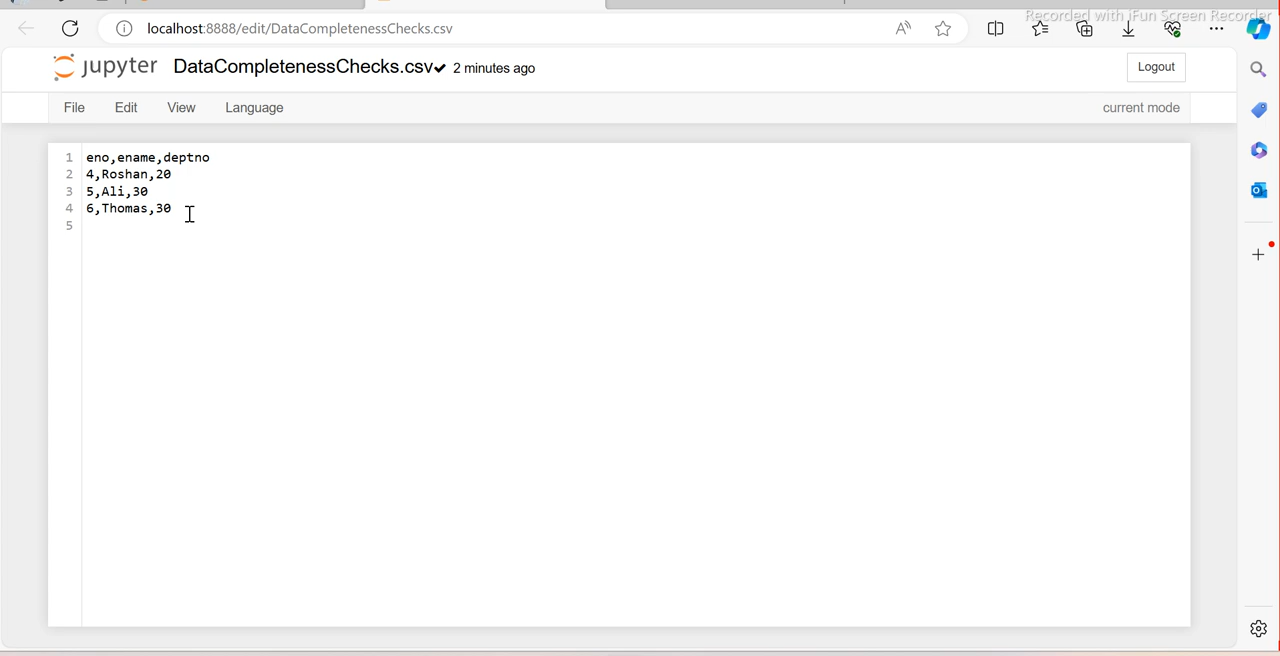 Recorded with iFun Screen Recorder
localhost:8888/edit/DataCompletenessChecks.csv
jupyter DataCompletenessChecks.csv✔ 2 minutes ago
Logout
File Edit View Language current mode
1 eno,ename,deptno
2 4,Roshan,20
3 5,Ali,30
4 6,Thomas,30
5